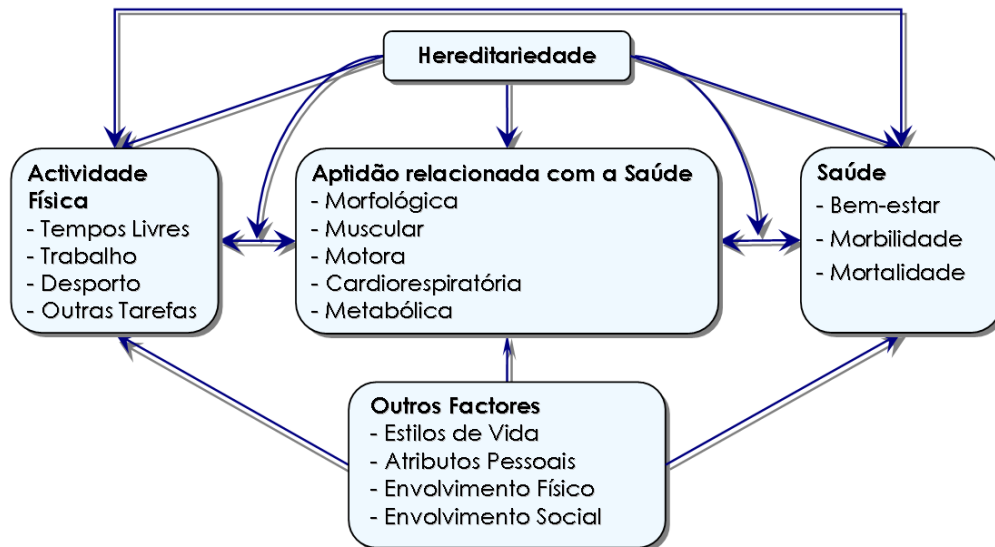 Hereditariedade
Actividade
Física
- Tempos Livres
- Trabalho
- Desporto
- Outras Tarefas
Aptidão relacionada com a Saúde
- Morfológica
- Muscular
- Motora
- Cardiorespiratória
- Metabólica
Saúde
- Bem-estar
- Morbilidade
- Mortalidade
Outros Factores
- Estilos de Vida
- Atributos Pessoais
- Envolvimento Físico
- Envolvimento Social